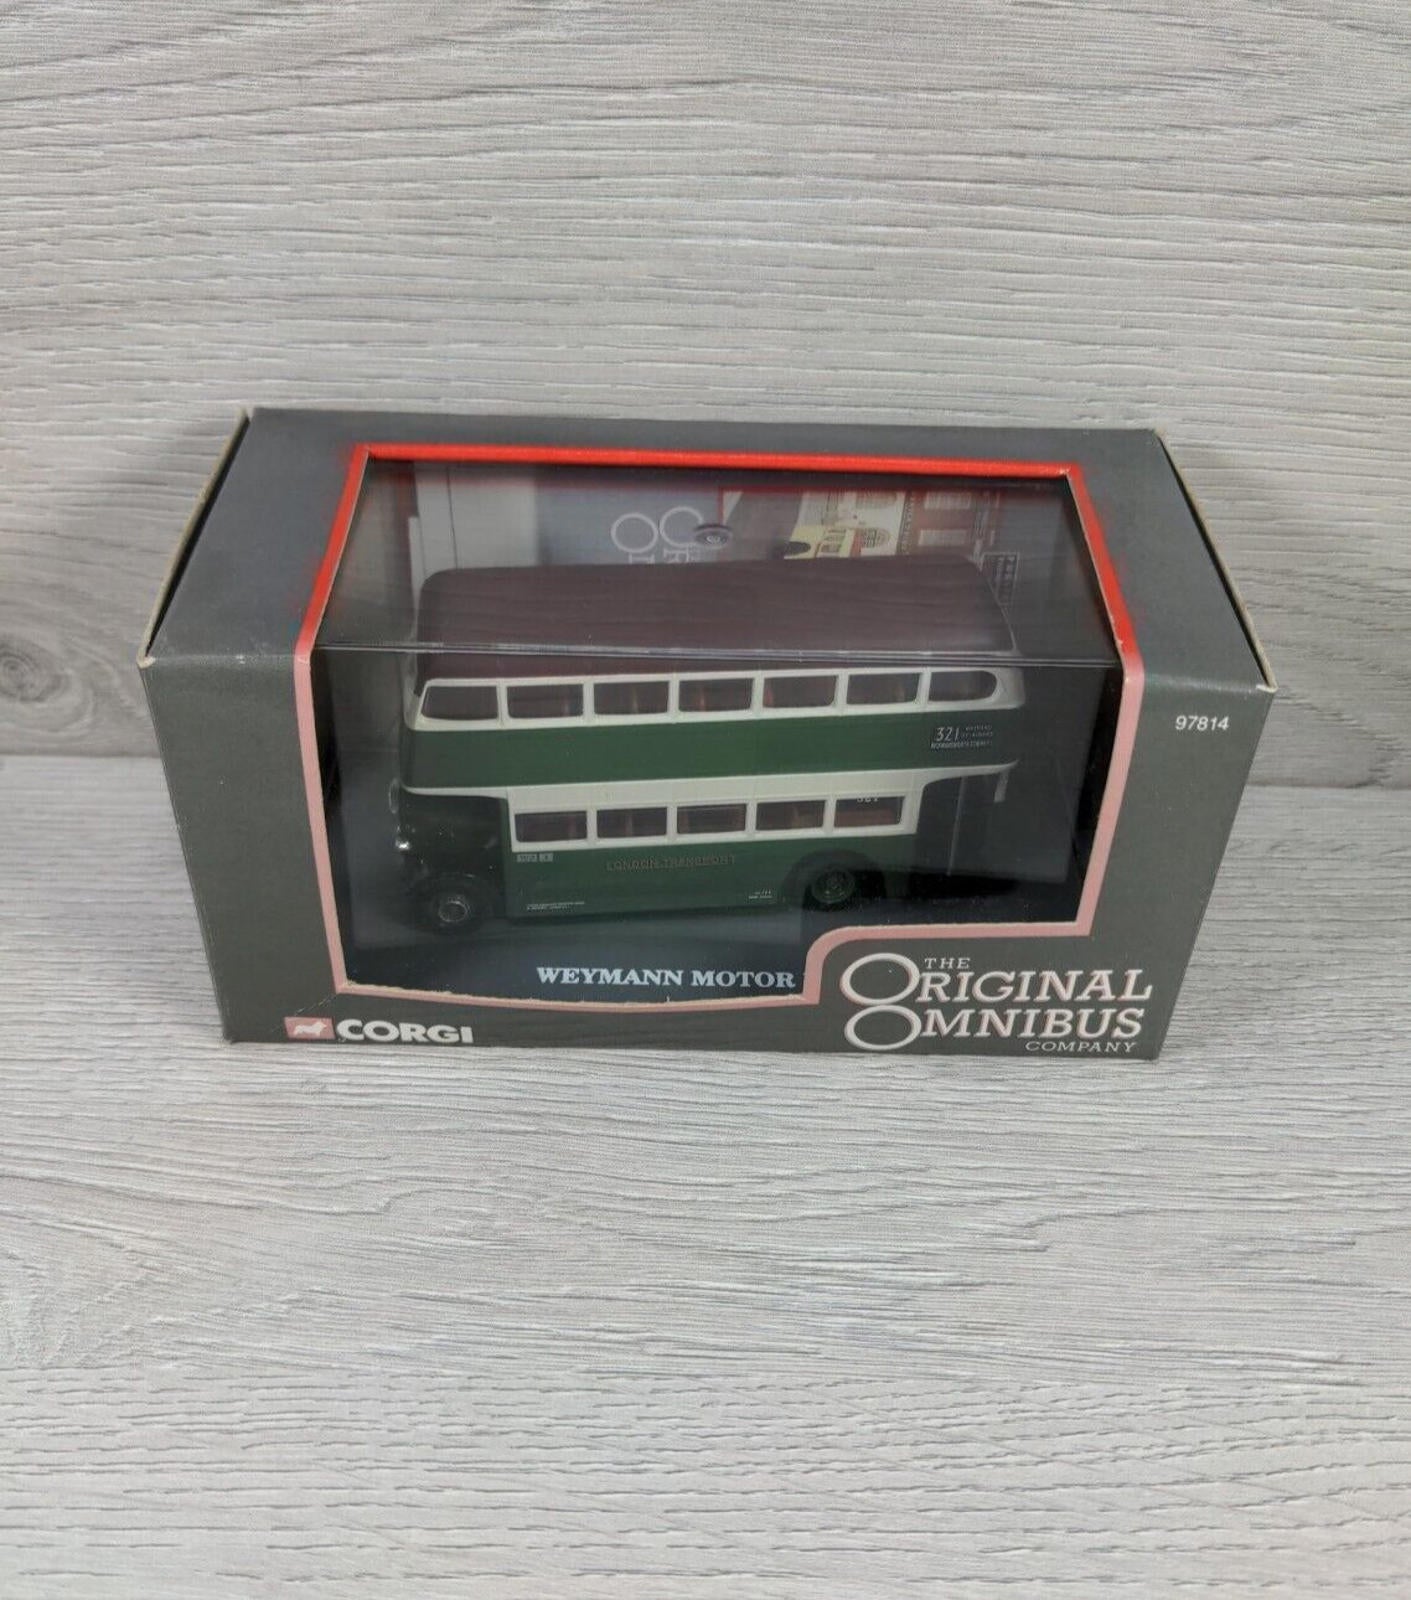 97814
321
LONDON TRANSPORT
WEYMANN MOTOR
CORGI
THE
ORIGINAL
OMNIBUS
COMPANY